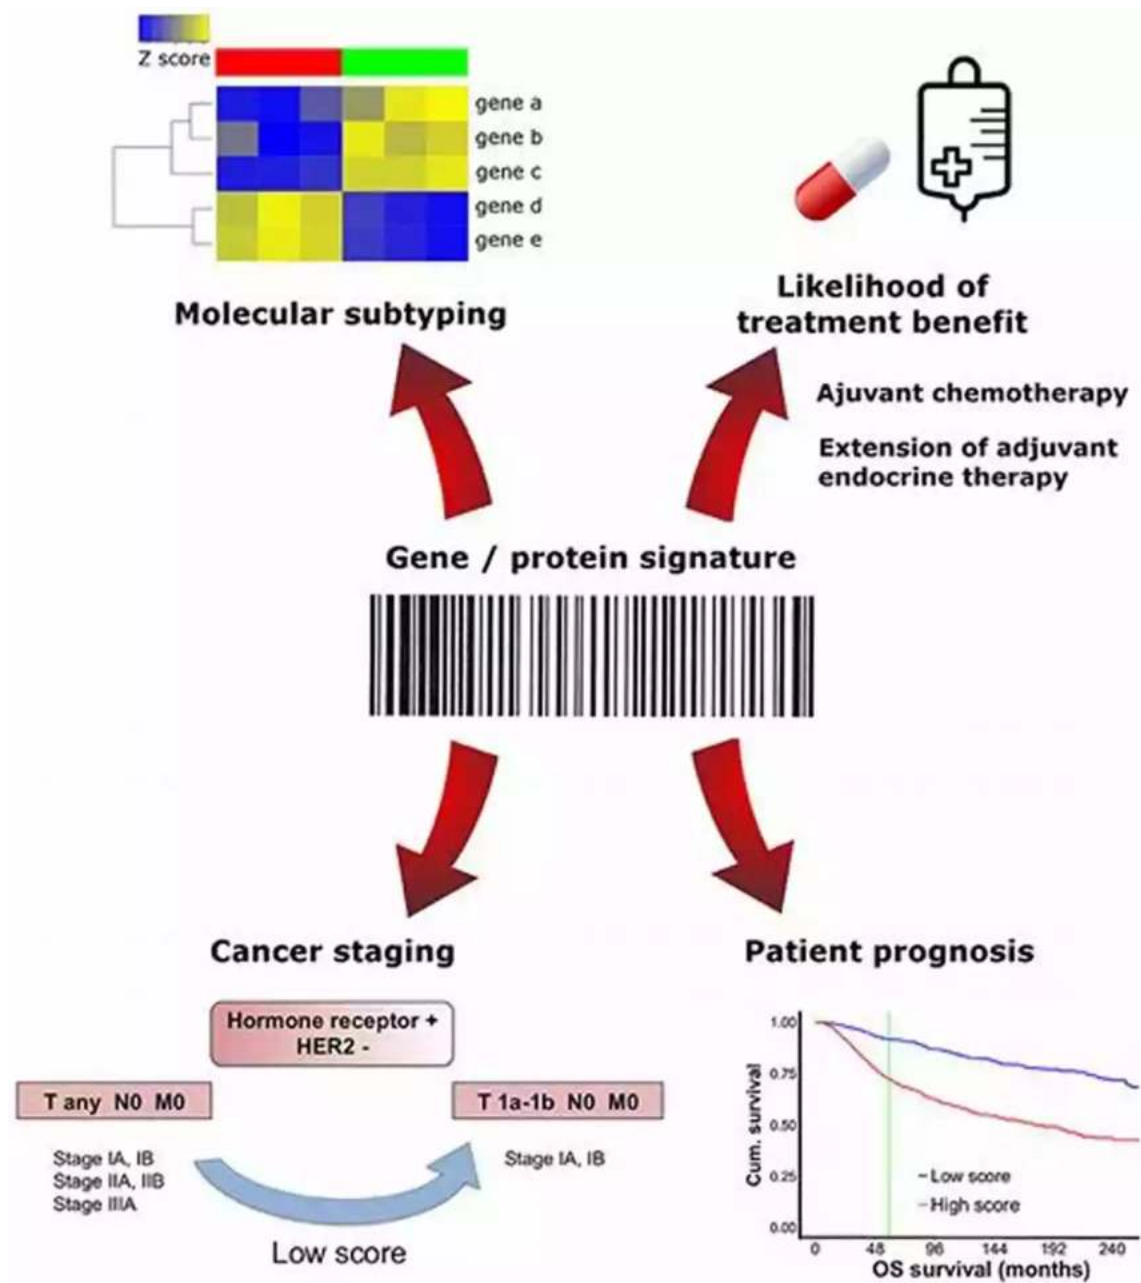 Z score
gene a
gene b
gene c
gene d
gene e
Molecular subtyping
Likelihood of
treatment benefit
Ajuvant chemotherapy
Extension of adjuvant
endocrine therapy
Gene / protein signature
Cancer staging
Hormone receptor +
HER2 -
T any N0 M0
T 1a-1b N0 M0
Stage IA, IB
Stage IIA, IIB
Stage IIIA
Stage IA, IB
Low score
Patient prognosis
Cum. survival
1.00
0.75
0.50
0.25
0.00
Low score
High score
0 48 96 144 192 240
OS survival (months)